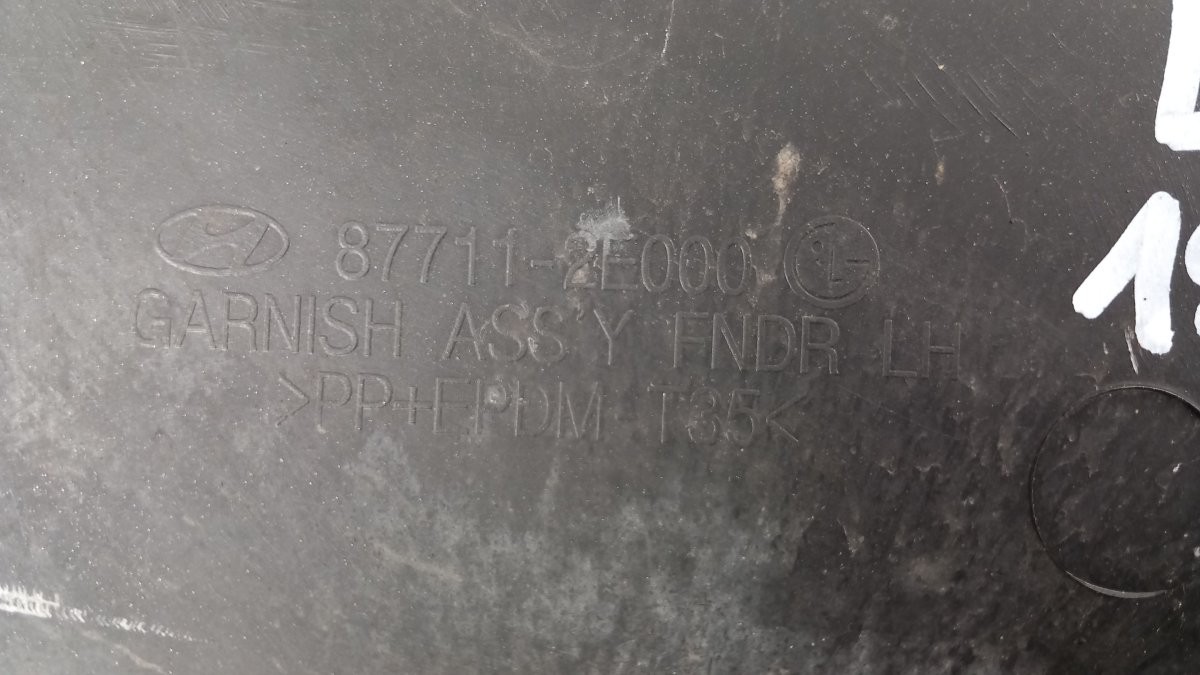 87711-2E000
GARNISH ASS'Y FNDR LH
>PP+EPDM T35<